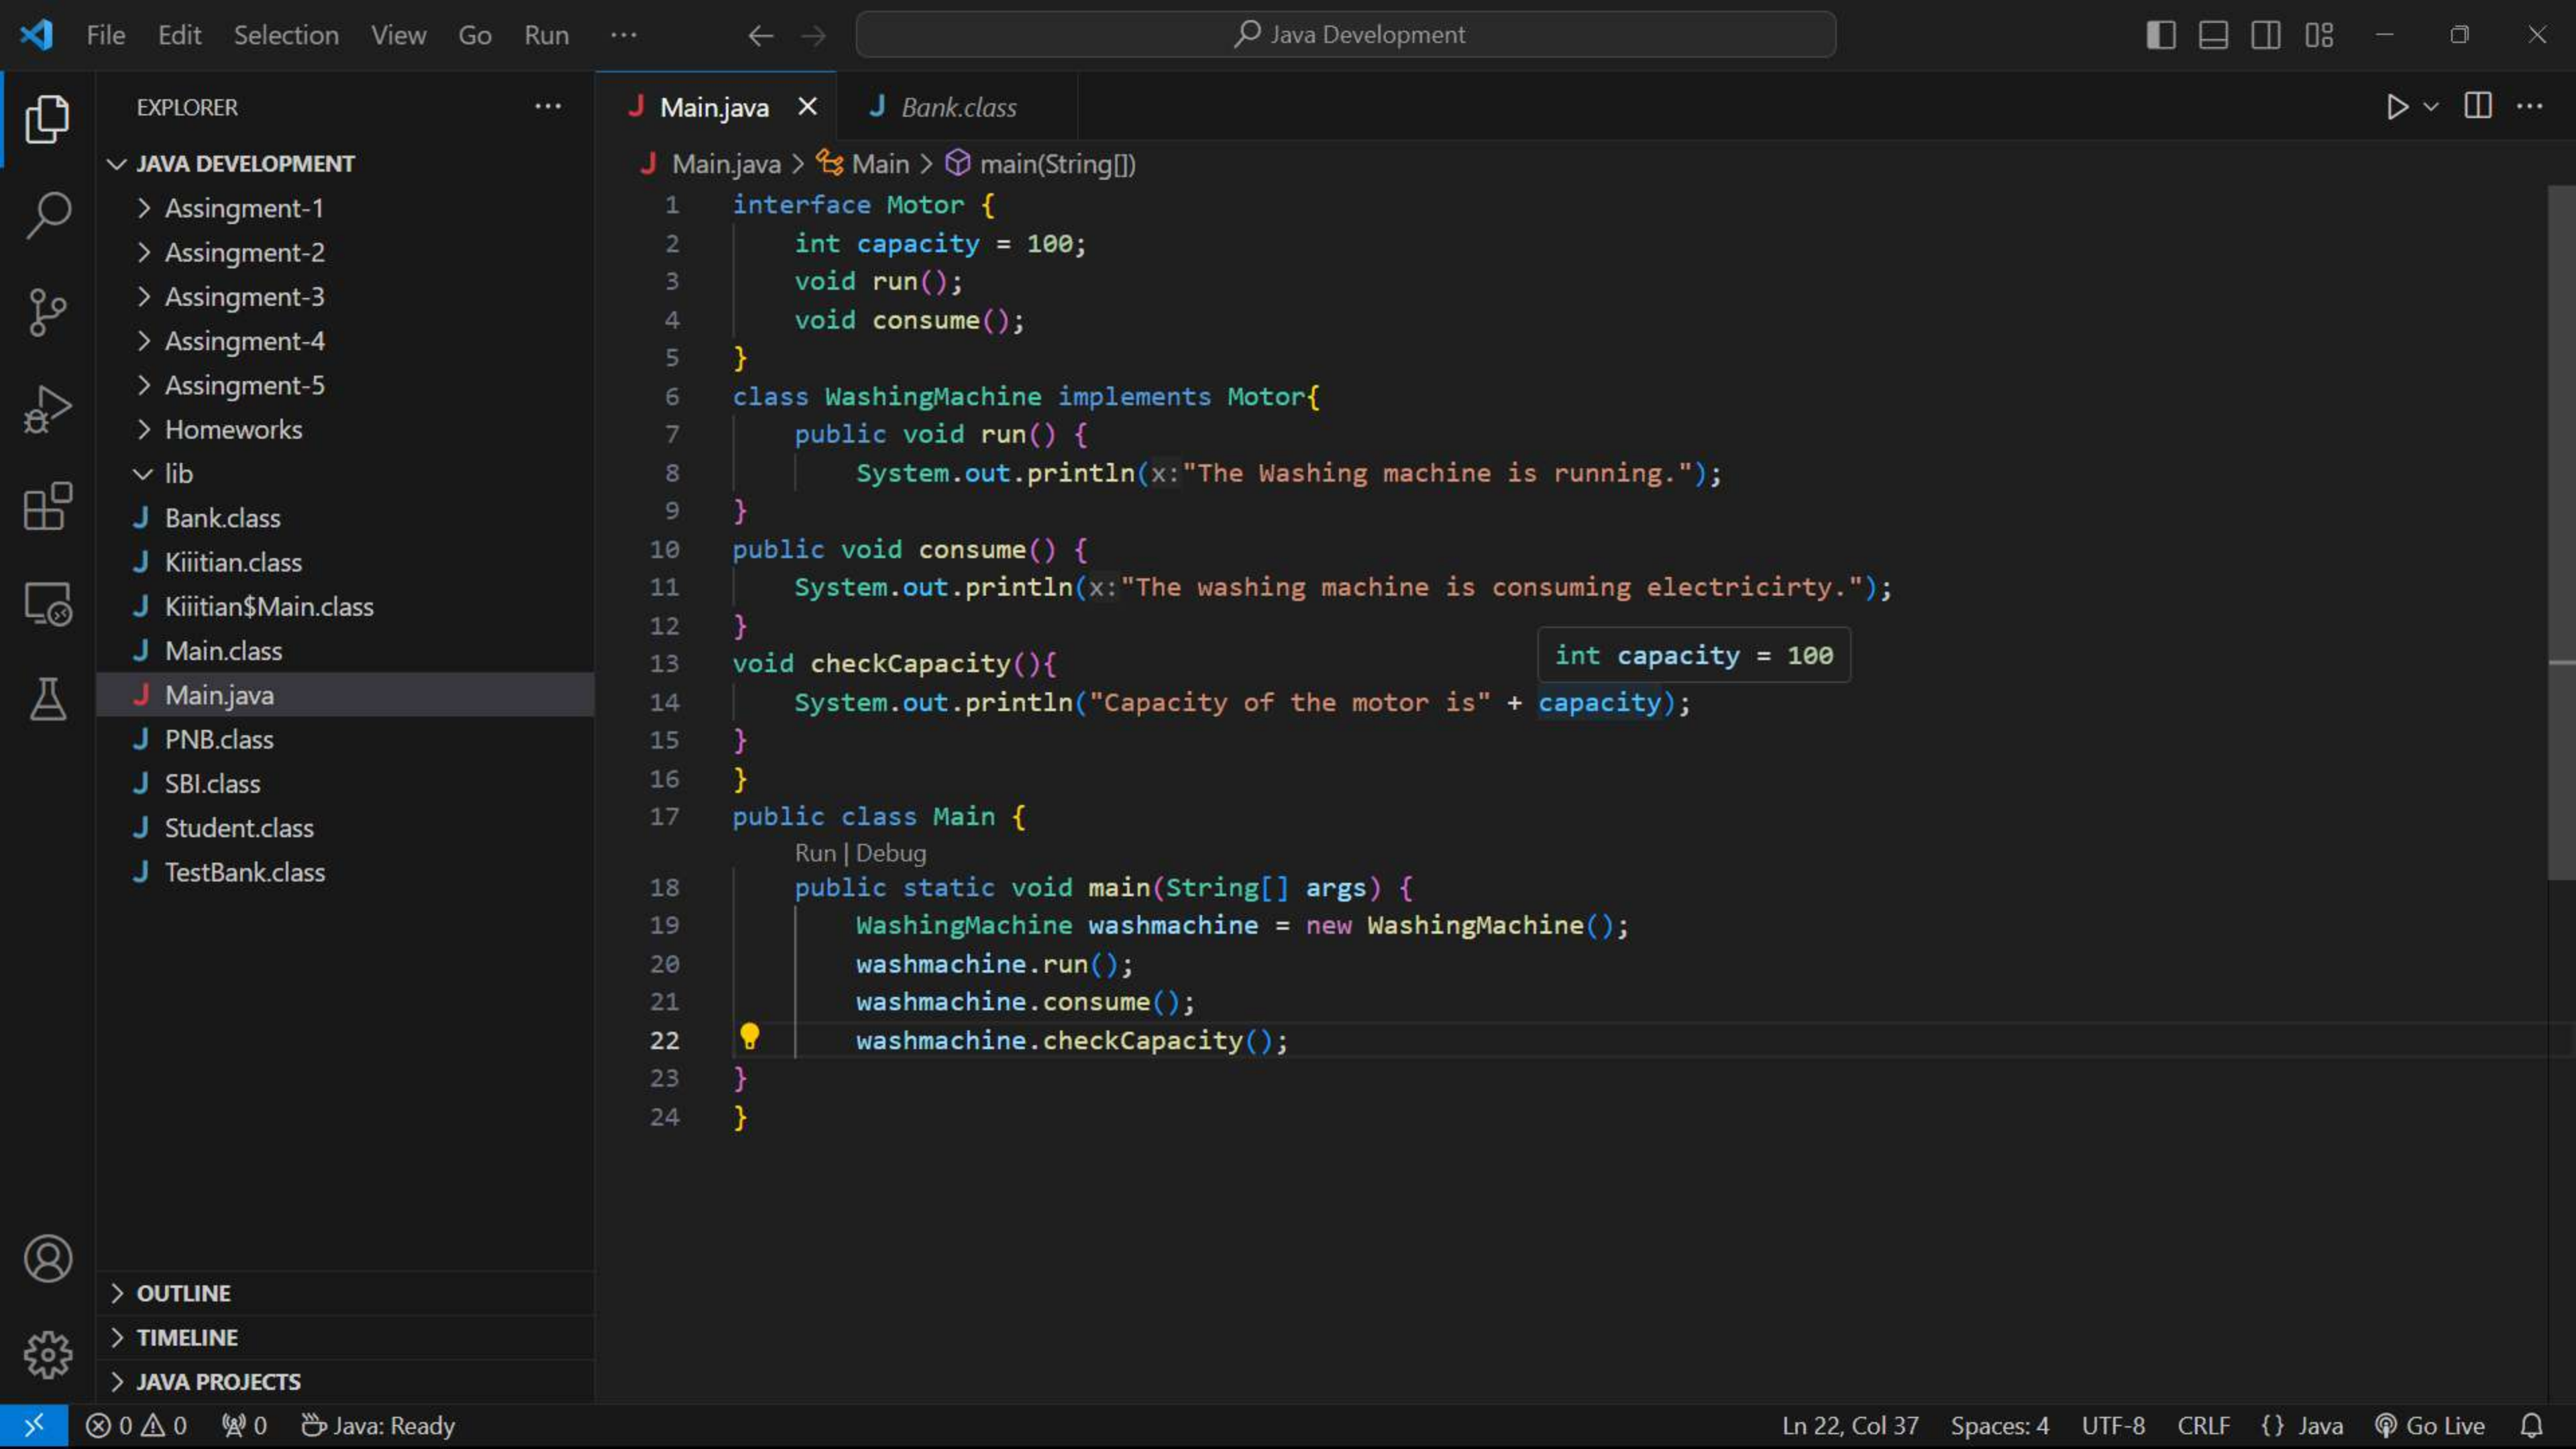 File Edit Selection View Go Run ···
Java Development
EXPLORER
JAVA DEVELOPMENT
Assingment-1
Assingment-2
Assingment-3
Assingment-4
Assingment-5
Homeworks
lib
J Bank.class
J Kiiitian.class
J Kiiitian$Main.class
J Main.class
J Main.java
J PNB.class
J SBI.class
J Student.class
J TestBank.class
OUTLINE
TIMELINE
JAVA PROJECTS
J Main.java J Bank.class
J Main.java > Main > main(String[])
1 interface Motor {
2     int capacity = 100;
3     void run();
4     void consume();
5 }
6 class WashingMachine implements Motor{
7     public void run() {
8         System.out.println(x:"The Washing machine is running.");
9 }
10 public void consume() {
11     System.out.println(x:"The washing machine is consuming electricirty.");
12 }
int capacity = 100
13 void checkCapacity(){
14     System.out.println("Capacity of the motor is" + capacity);
15 }
16 }
17 public class Main {
Run | Debug
18     public static void main(String[] args) {
19         WashingMachine washmachine = new WashingMachine();
20         washmachine.run();
21         washmachine.consume();
22         washmachine.checkCapacity();
23 }
24 }
0 0 0 Java: Ready Ln 22, Col 37 Spaces: 4 UTF-8 CRLF {} Java Go Live